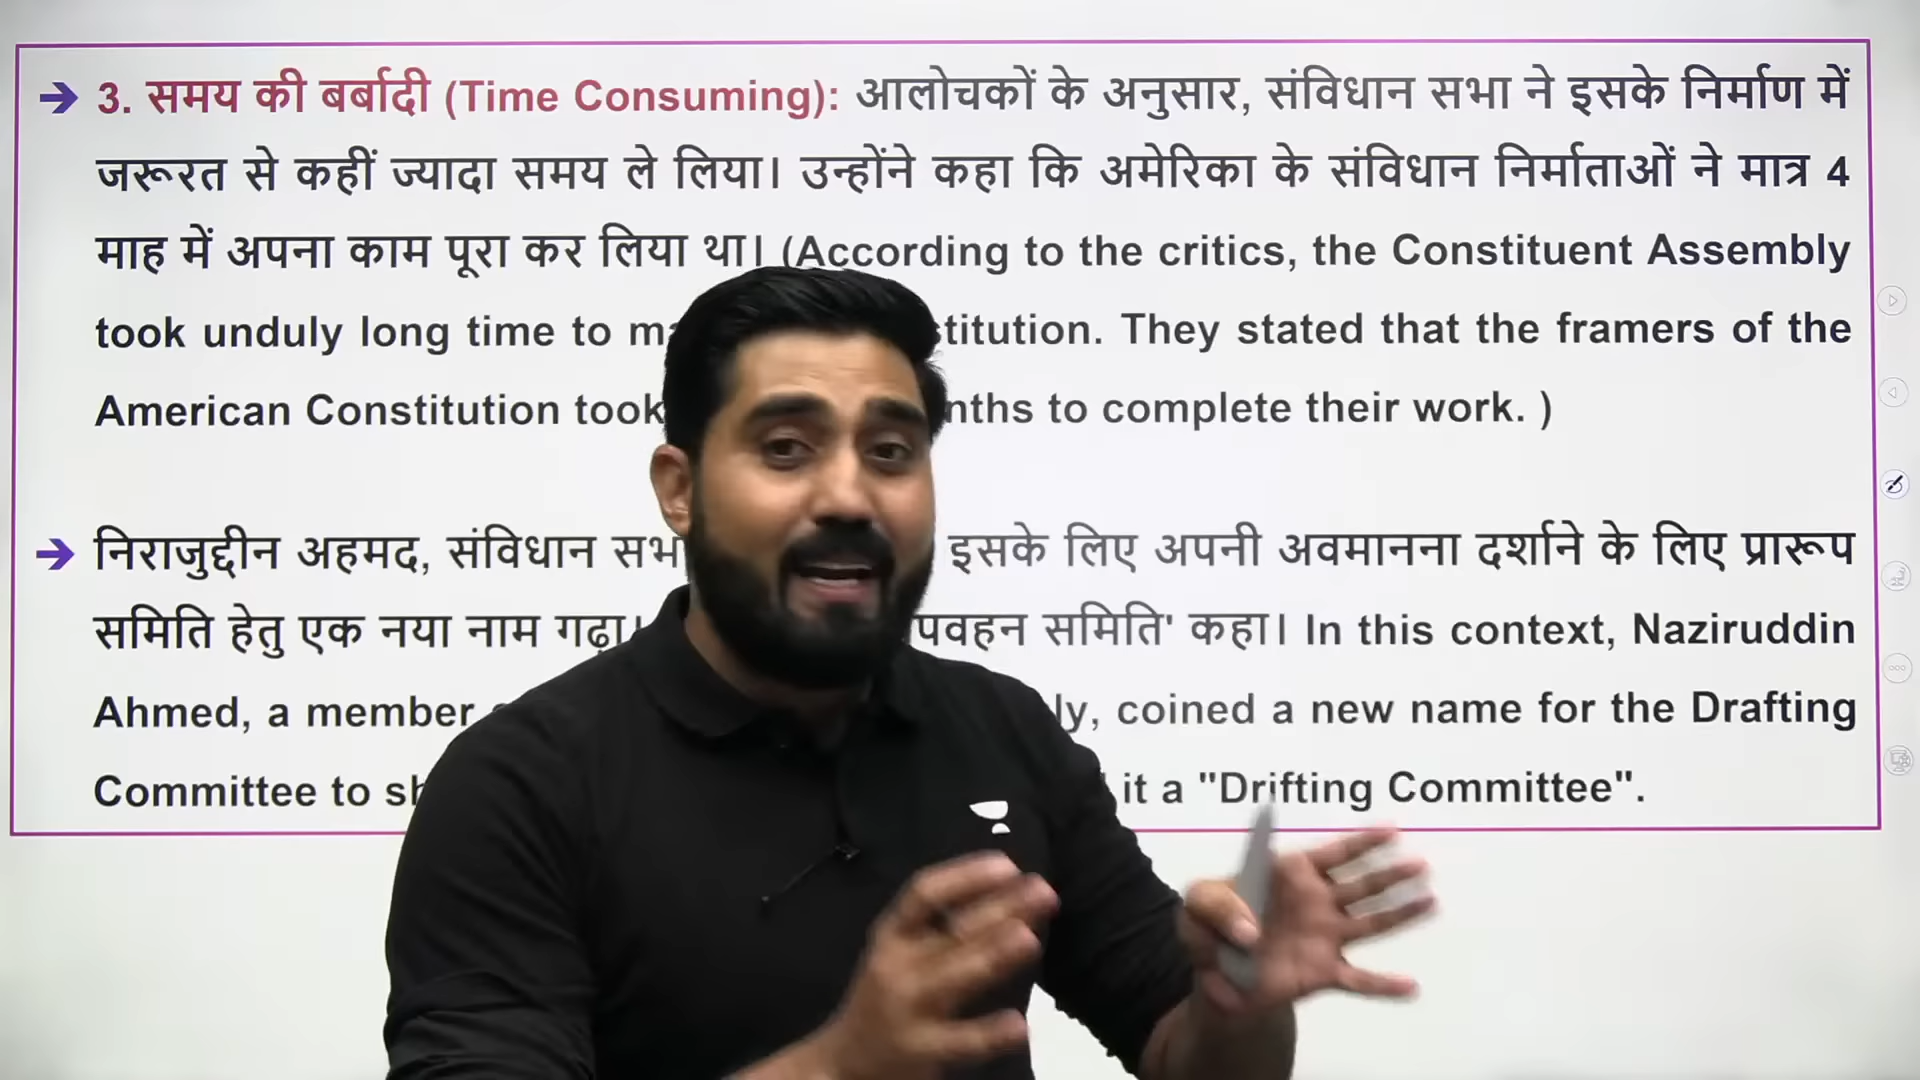 3. समय की बर्बादी (Time Consuming): आलोचकों के अनुसार, संविधान सभा ने इसके निर्माण में
जरूरत से कहीं ज्यादा समय ले लिया। उन्होंने कहा कि अमेरिका के संविधान निर्माताओं ने मात्र 4
माह में अपना काम पूरा कर लिया था। (According to the critics, the Constituent Assembly
took unduly long time to stitution. They stated that the framers of the
American Constitution took nths to complete their work. )
निराजुद्दीन अहमद, संविधान इसके लिए अपनी अवमानना दर्शाने के लिए प्रारूप
समिति हेतु एक नया नाम गढ़ा। पवहन समिति' कहा। In this context, Naziruddin
Ahmed, a member ly, coined a new name for the Drafting
Committee to it a "Drifting Committee".